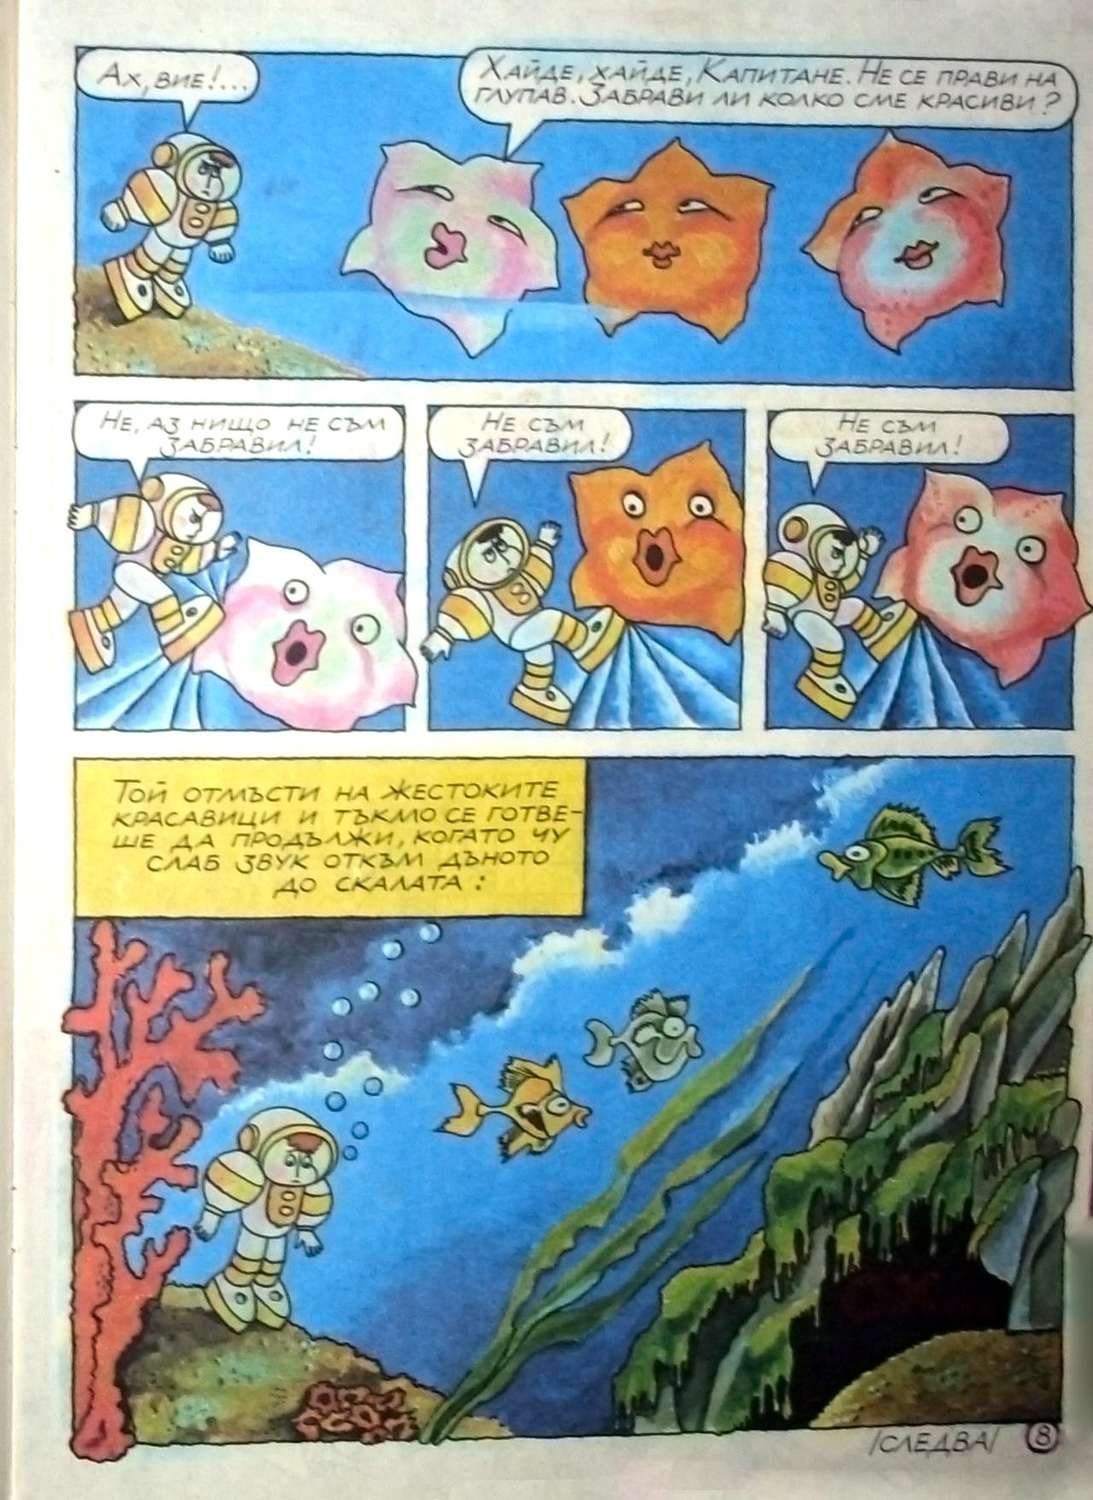 Ах, вие!...
Хайде, хайде, Капитане. Не се прави на
глупав. Забрави ли колко сме красиви?
Не, аз нищо не съм
забравил!
Не съм
забравил!
Не съм
забравил!
Той отмъсти на жестоките
красавици и тъкмо се готве-
ше да продължи, когато чу
слаб звук откъм дъното
до скалата:
/следва/ 8